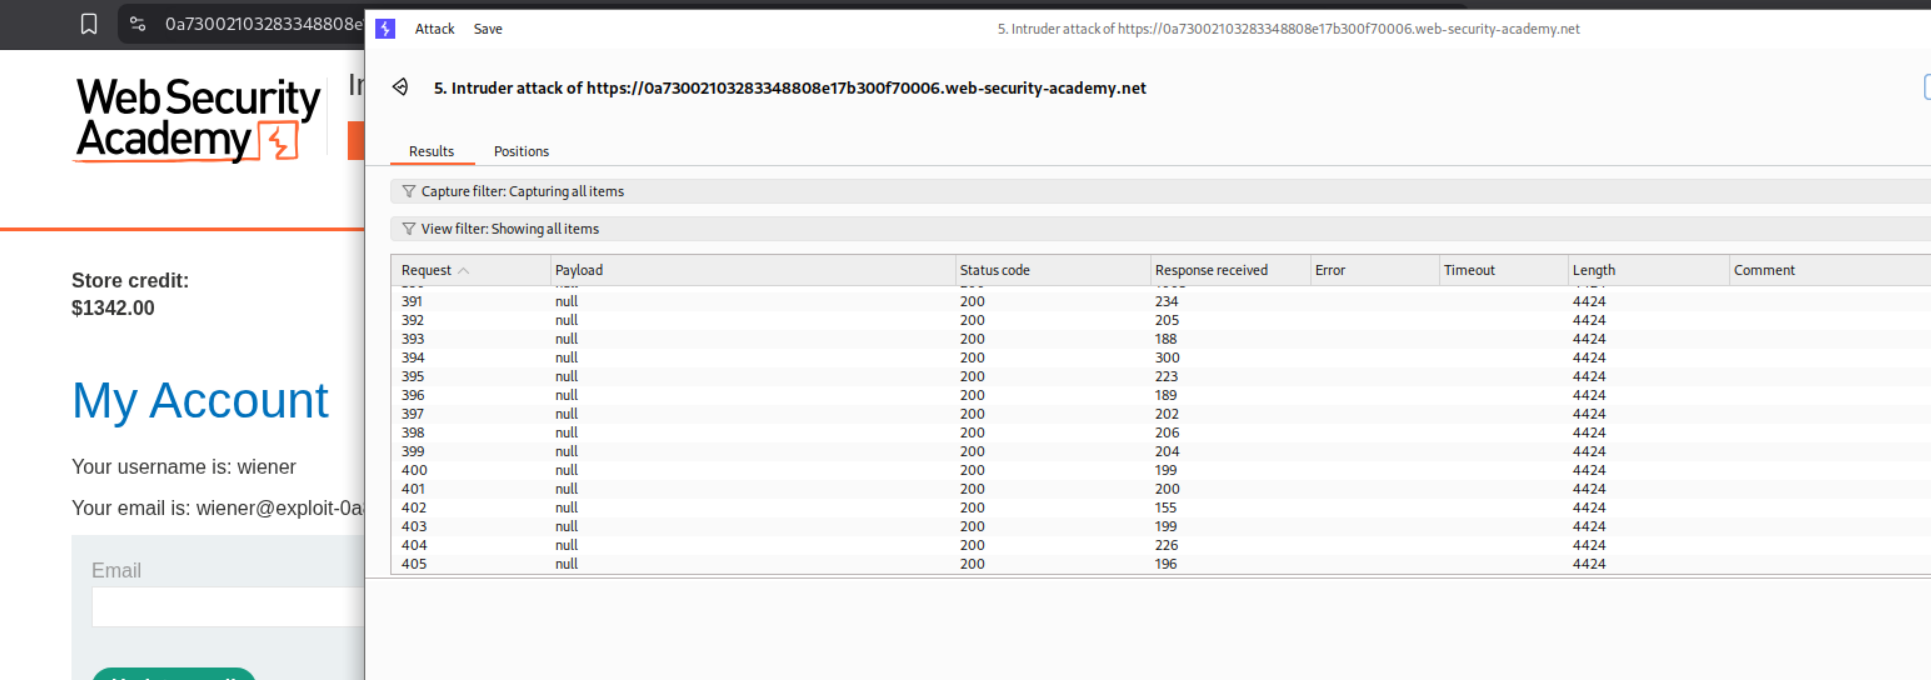 0a73002103283348808e
Attack Save 5. Intruder attack of https://0a73002103283348808e17b300f70006.web-security-academy.net
Web Security
Academy
5. Intruder attack of https://0a73002103283348808e17b300f70006.web-security-academy.net
Results Positions
Capture filter: Capturing all items
View filter: Showing all items
Store credit:
$1342.00
My Account
Your username is: wiener
Your email is: wiener@exploit-0a
Email
Request Payload Status code Response received Error Timeout Length Comment
391 null 200 234 4424
392 null 200 205 4424
393 null 200 188 4424
394 null 200 300 4424
395 null 200 223 4424
396 null 200 189 4424
397 null 200 202 4424
398 null 200 206 4424
399 null 200 204 4424
400 null 200 199 4424
401 null 200 200 4424
402 null 200 155 4424
403 null 200 199 4424
404 null 200 226 4424
405 null 200 196 4424